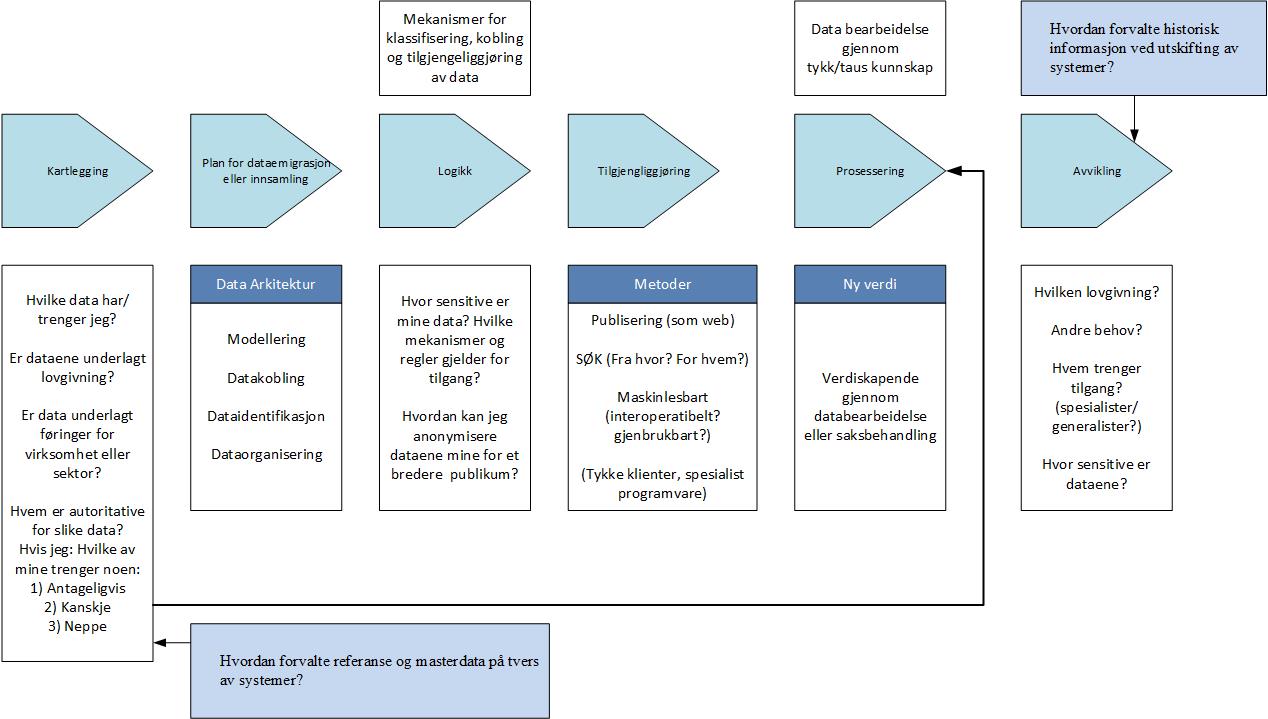 Mekanismer for
klassifisering, kobling
og tilgjengeliggjøring
av data
Data bearbeidelse
gjennom
tykk/taus kunnskap
Hvordan forvalte historisk
informasjon ved utskifting av
systemer?
Kartlegging
Plan for dataemigrasjon
eller innsamling
Logikk
Tilgjengliggjøring
Prosessering
Avvikling
Hvilke data har/
trenger jeg?
Er dataene underlagt
lovgivning?
Er data underlagt
føringer for
virksomhet eller
sektor?
Hvem er autoritative
for slike data?
Hvis jeg: Hvilke av
mine trenger noen:
1) Antageligvis
2) Kanskje
3) Neppe
Data Arkitektur
Modellering
Datakobling
Dataidentifikasjon
Dataorganisering
Hvor sensitive er
mine data? Hvilke
mekanismer og
regler gjelder for
tilgang?
Hvordan kan jeg
anonymisere
dataene mine for et
bredere publikum?
Metoder
Publisering (som web)
SØK (Fra hvor? For hvem?)
Maskinlesbart
(interoperatibelt?
gjenbrukbart?)
(Tykke klienter, spesialist
programvare)
Ny verdi
Verdiskapende
gjennom
databearbeidelse
eller saksbehandling
Hvilken lovgivning?
Andre behov?
Hvem trenger
tilgang?
(spesialister/
generalister?)
Hvor sensitive er
dataene?
Hvordan forvalte referanse og masterdata på tvers
av systemer?